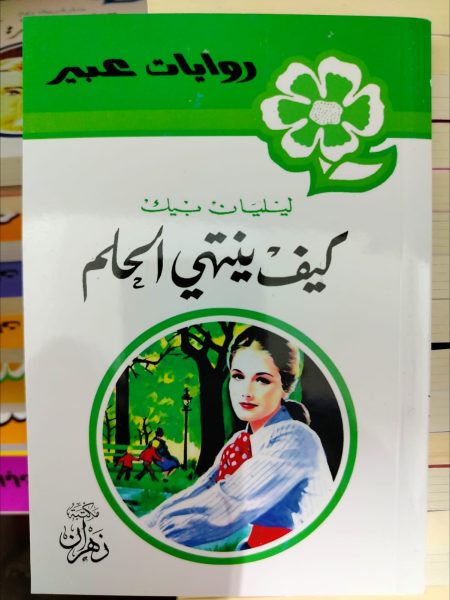 روايات عبير
ليليان بيك
كيف ينتهي الحلم
مكتبة
زهران